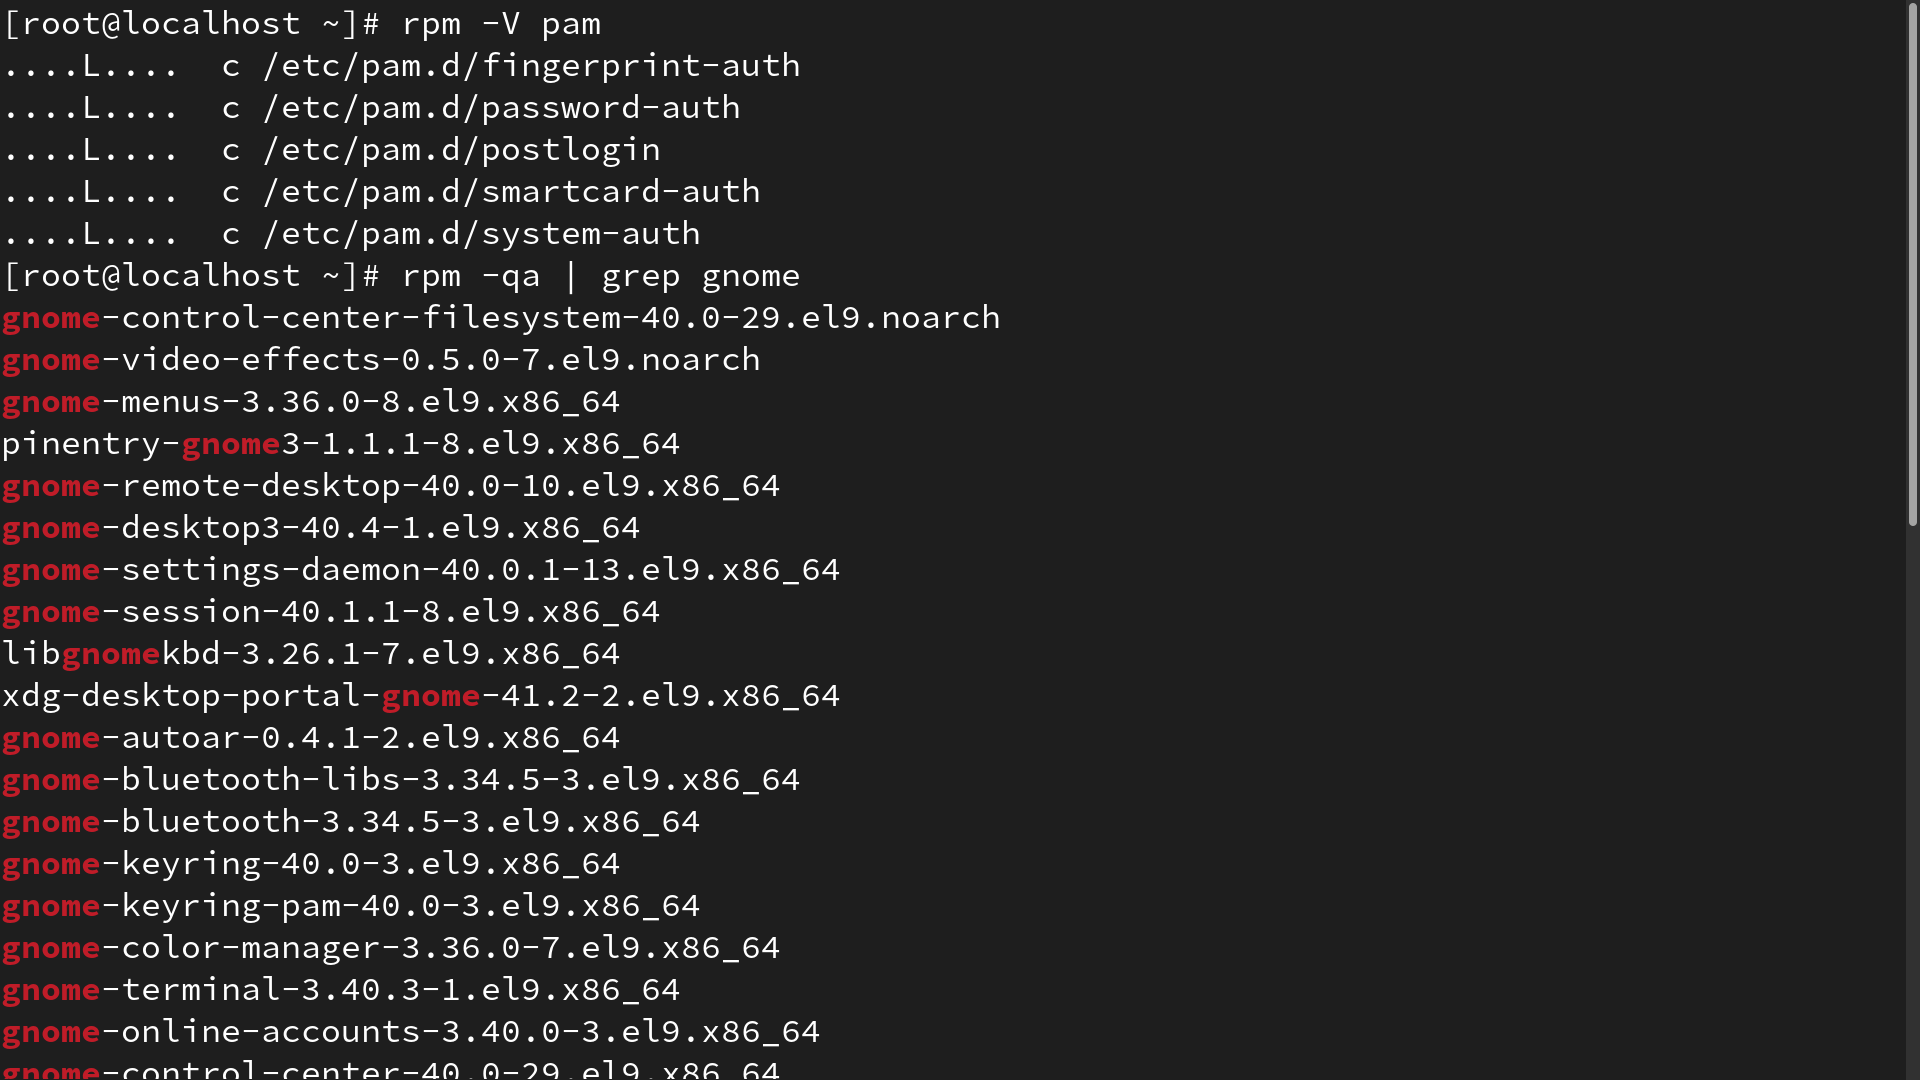 [root@localhost ~]# rpm -V pam
....L....  c /etc/pam.d/fingerprint-auth
....L....  c /etc/pam.d/password-auth
....L....  c /etc/pam.d/postlogin
....L....  c /etc/pam.d/smartcard-auth
....L....  c /etc/pam.d/system-auth
[root@localhost ~]# rpm -qa | grep gnome
gnome-control-center-filesystem-40.0-29.el9.noarch
gnome-video-effects-0.5.0-7.el9.noarch
gnome-menus-3.36.0-8.el9.x86_64
pinentry-gnome3-1.1.1-8.el9.x86_64
gnome-remote-desktop-40.0-10.el9.x86_64
gnome-desktop3-40.4-1.el9.x86_64
gnome-settings-daemon-40.0.1-13.el9.x86_64
gnome-session-40.1.1-8.el9.x86_64
libgnomekbd-3.26.1-7.el9.x86_64
xdg-desktop-portal-gnome-41.2-2.el9.x86_64
gnome-autoar-0.4.1-2.el9.x86_64
gnome-bluetooth-libs-3.34.5-3.el9.x86_64
gnome-bluetooth-3.34.5-3.el9.x86_64
gnome-keyring-40.0-3.el9.x86_64
gnome-keyring-pam-40.0-3.el9.x86_64
gnome-color-manager-3.36.0-7.el9.x86_64
gnome-terminal-3.40.3-1.el9.x86_64
gnome-online-accounts-3.40.0-3.el9.x86_64
gnome-control-center-40.0-29.el9.x86_64